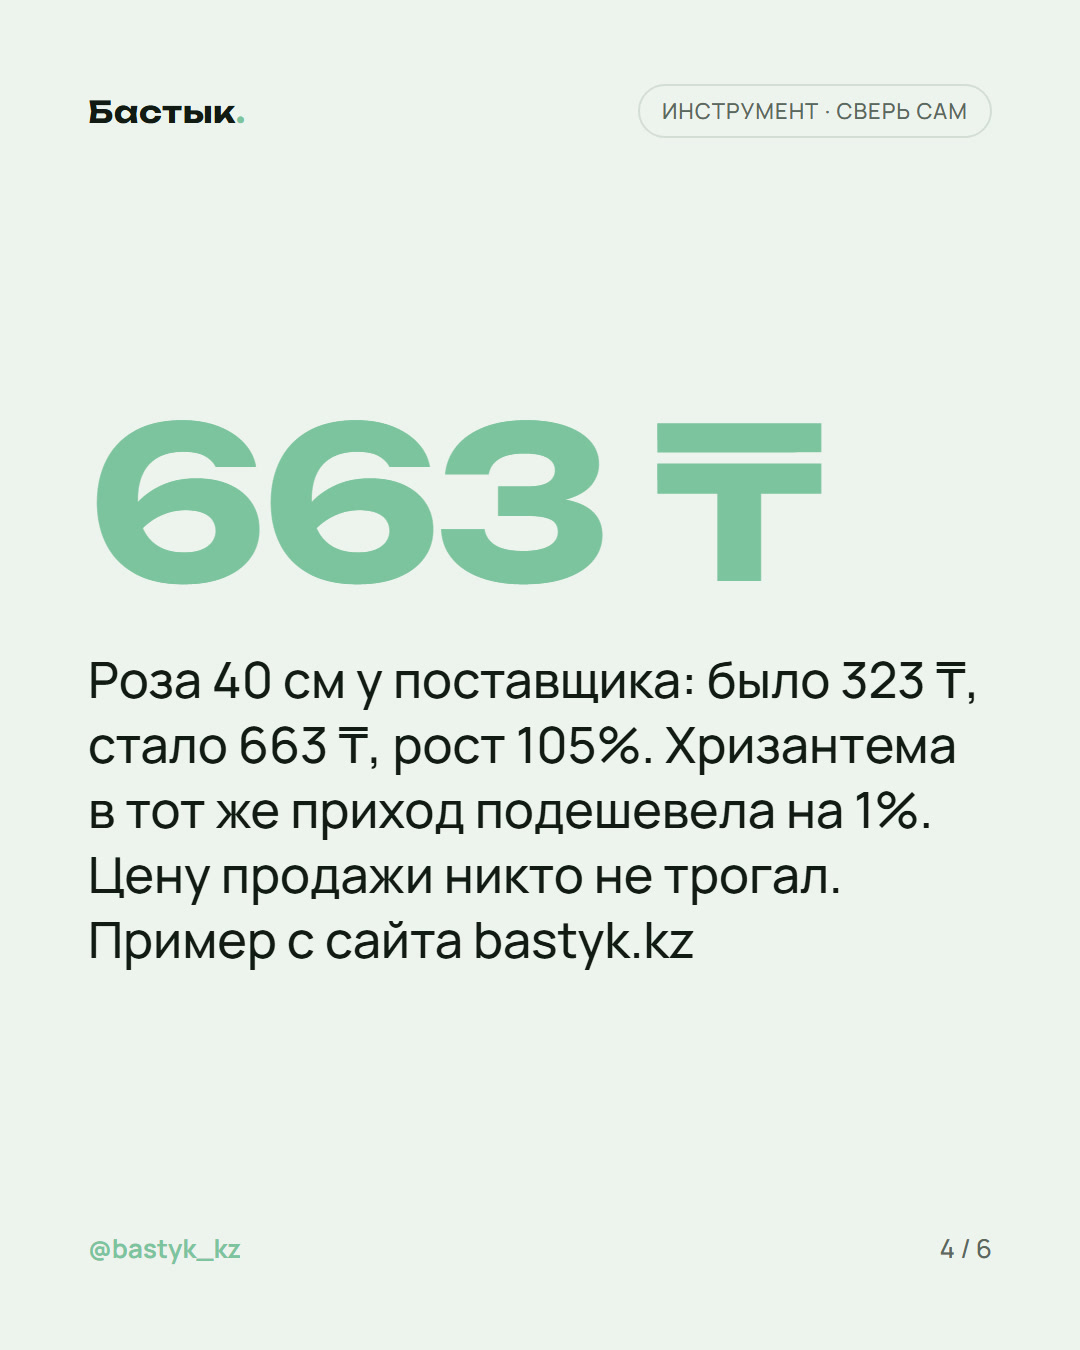 Бастык.
ИНСТРУМЕНТ · СВЕРЬ САМ
663 ₸
Роза 40 см у поставщика: было 323 ₸,
стало 663 ₸, рост 105%. Хризантема
в тот же приход подешевела на 1%.
Цену продажи никто не трогал.
Пример с сайта bastyk.kz
@bastyk_kz
4 / 6